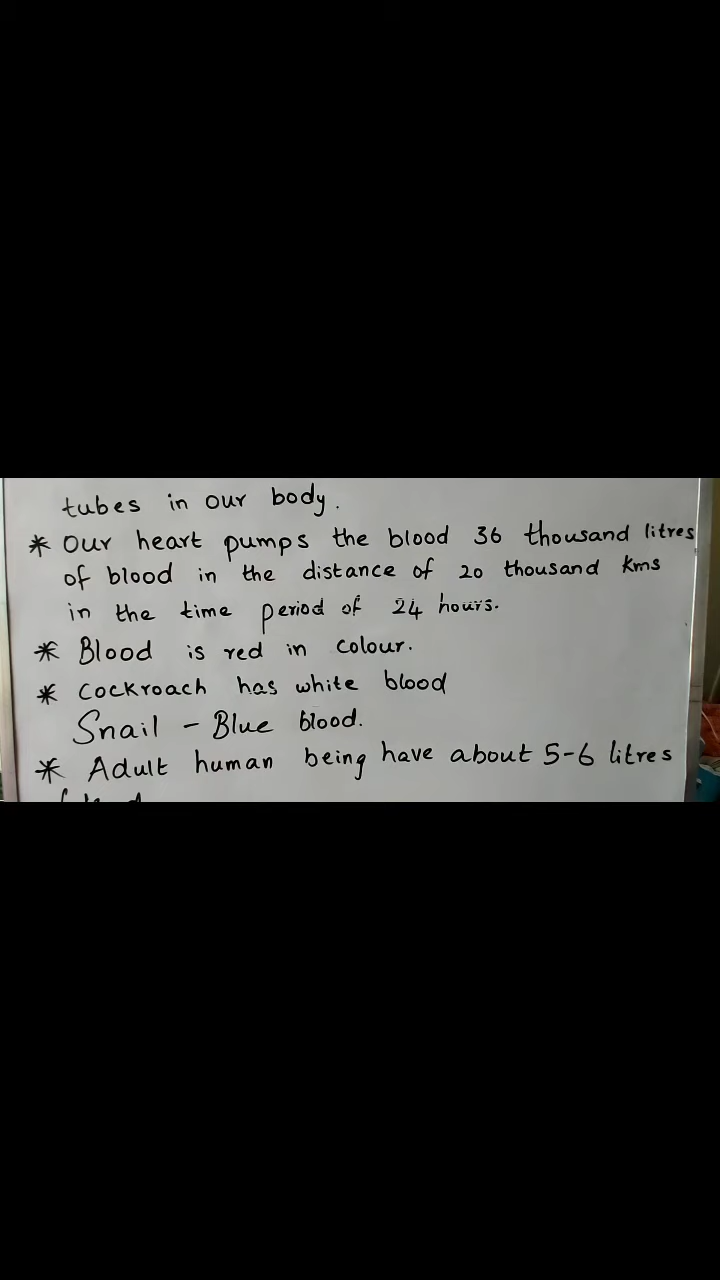 tubes in our body.
* Our heart pumps the blood 36 thousand litres
of blood in the distance of 20 thousand kms
in the time period of 24 hours.
* Blood is red in colour.
* Cockroach has white blood
Snail - Blue blood.
* Adult human being have about 5-6 litres